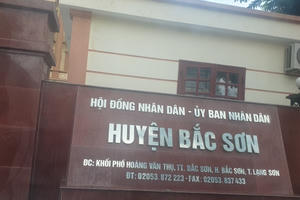 HỘI ĐỒNG NHÂN DÂN - ỦY BAN NHÂN DÂN
HUYỆN BẮC SƠN
ĐC: KHỐI PHỐ HOÀNG VĂN THỤ, TT. BẮC SƠN, H. BẮC SƠN, T. LẠNG SƠN
ĐT: 02053. 872 223 - FAX: 02053. 837 433